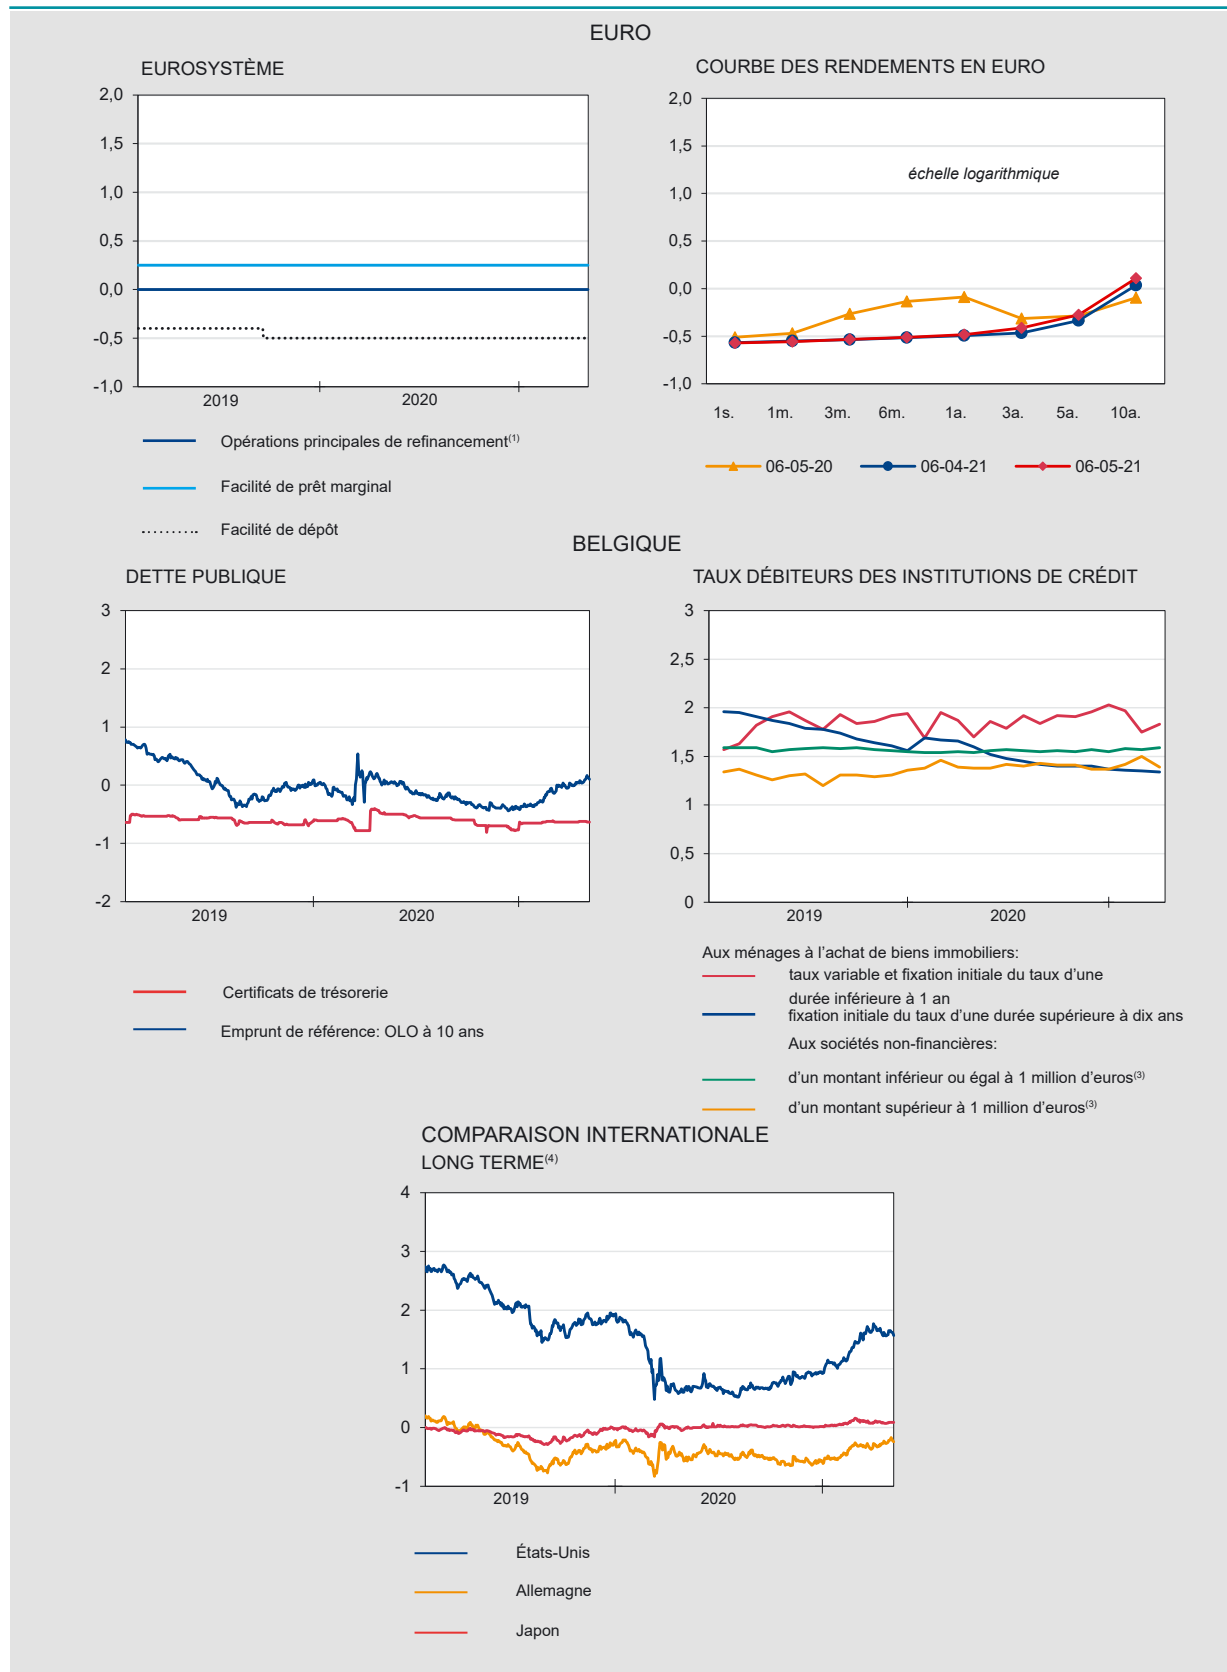 EURO
EUROSYSTÈME
2,0
1,5
1,0
0,5
0,0
-0,5
-1,0
2019
2020
Opérations principales de refinancement(1)
Facilité de prêt marginal
Facilité de dépôt
COURBE DES RENDEMENTS EN EURO
2,0
1,5
1,0
0,5
0,0
-0,5
-1,0
échelle logarithmique
1s. 1m. 3m. 6m. 1a. 3a. 5a. 10a.
06-05-20 06-04-21 06-05-21
BELGIQUE
DETTE PUBLIQUE
3
2
1
0
-1
-2
2019
2020
Certificats de trésorerie
Emprunt de référence: OLO à 10 ans
TAUX DÉBITEURS DES INSTITUTIONS DE CRÉDIT
3
2,5
2
1,5
1
0,5
0
2019
2020
Aux ménages à l’achat de biens immobiliers:
taux variable et fixation initiale du taux d’une
durée inférieure à 1 an
fixation initiale du taux d’une durée supérieure à dix ans
Aux sociétés non-financières:
d’un montant inférieur ou égal à 1 million d’euros(3)
d’un montant supérieur à 1 million d’euros(3)
COMPARAISON INTERNATIONALE
LONG TERME(4)
4
3
2
1
0
-1
2019
2020
États-Unis
Allemagne
Japon